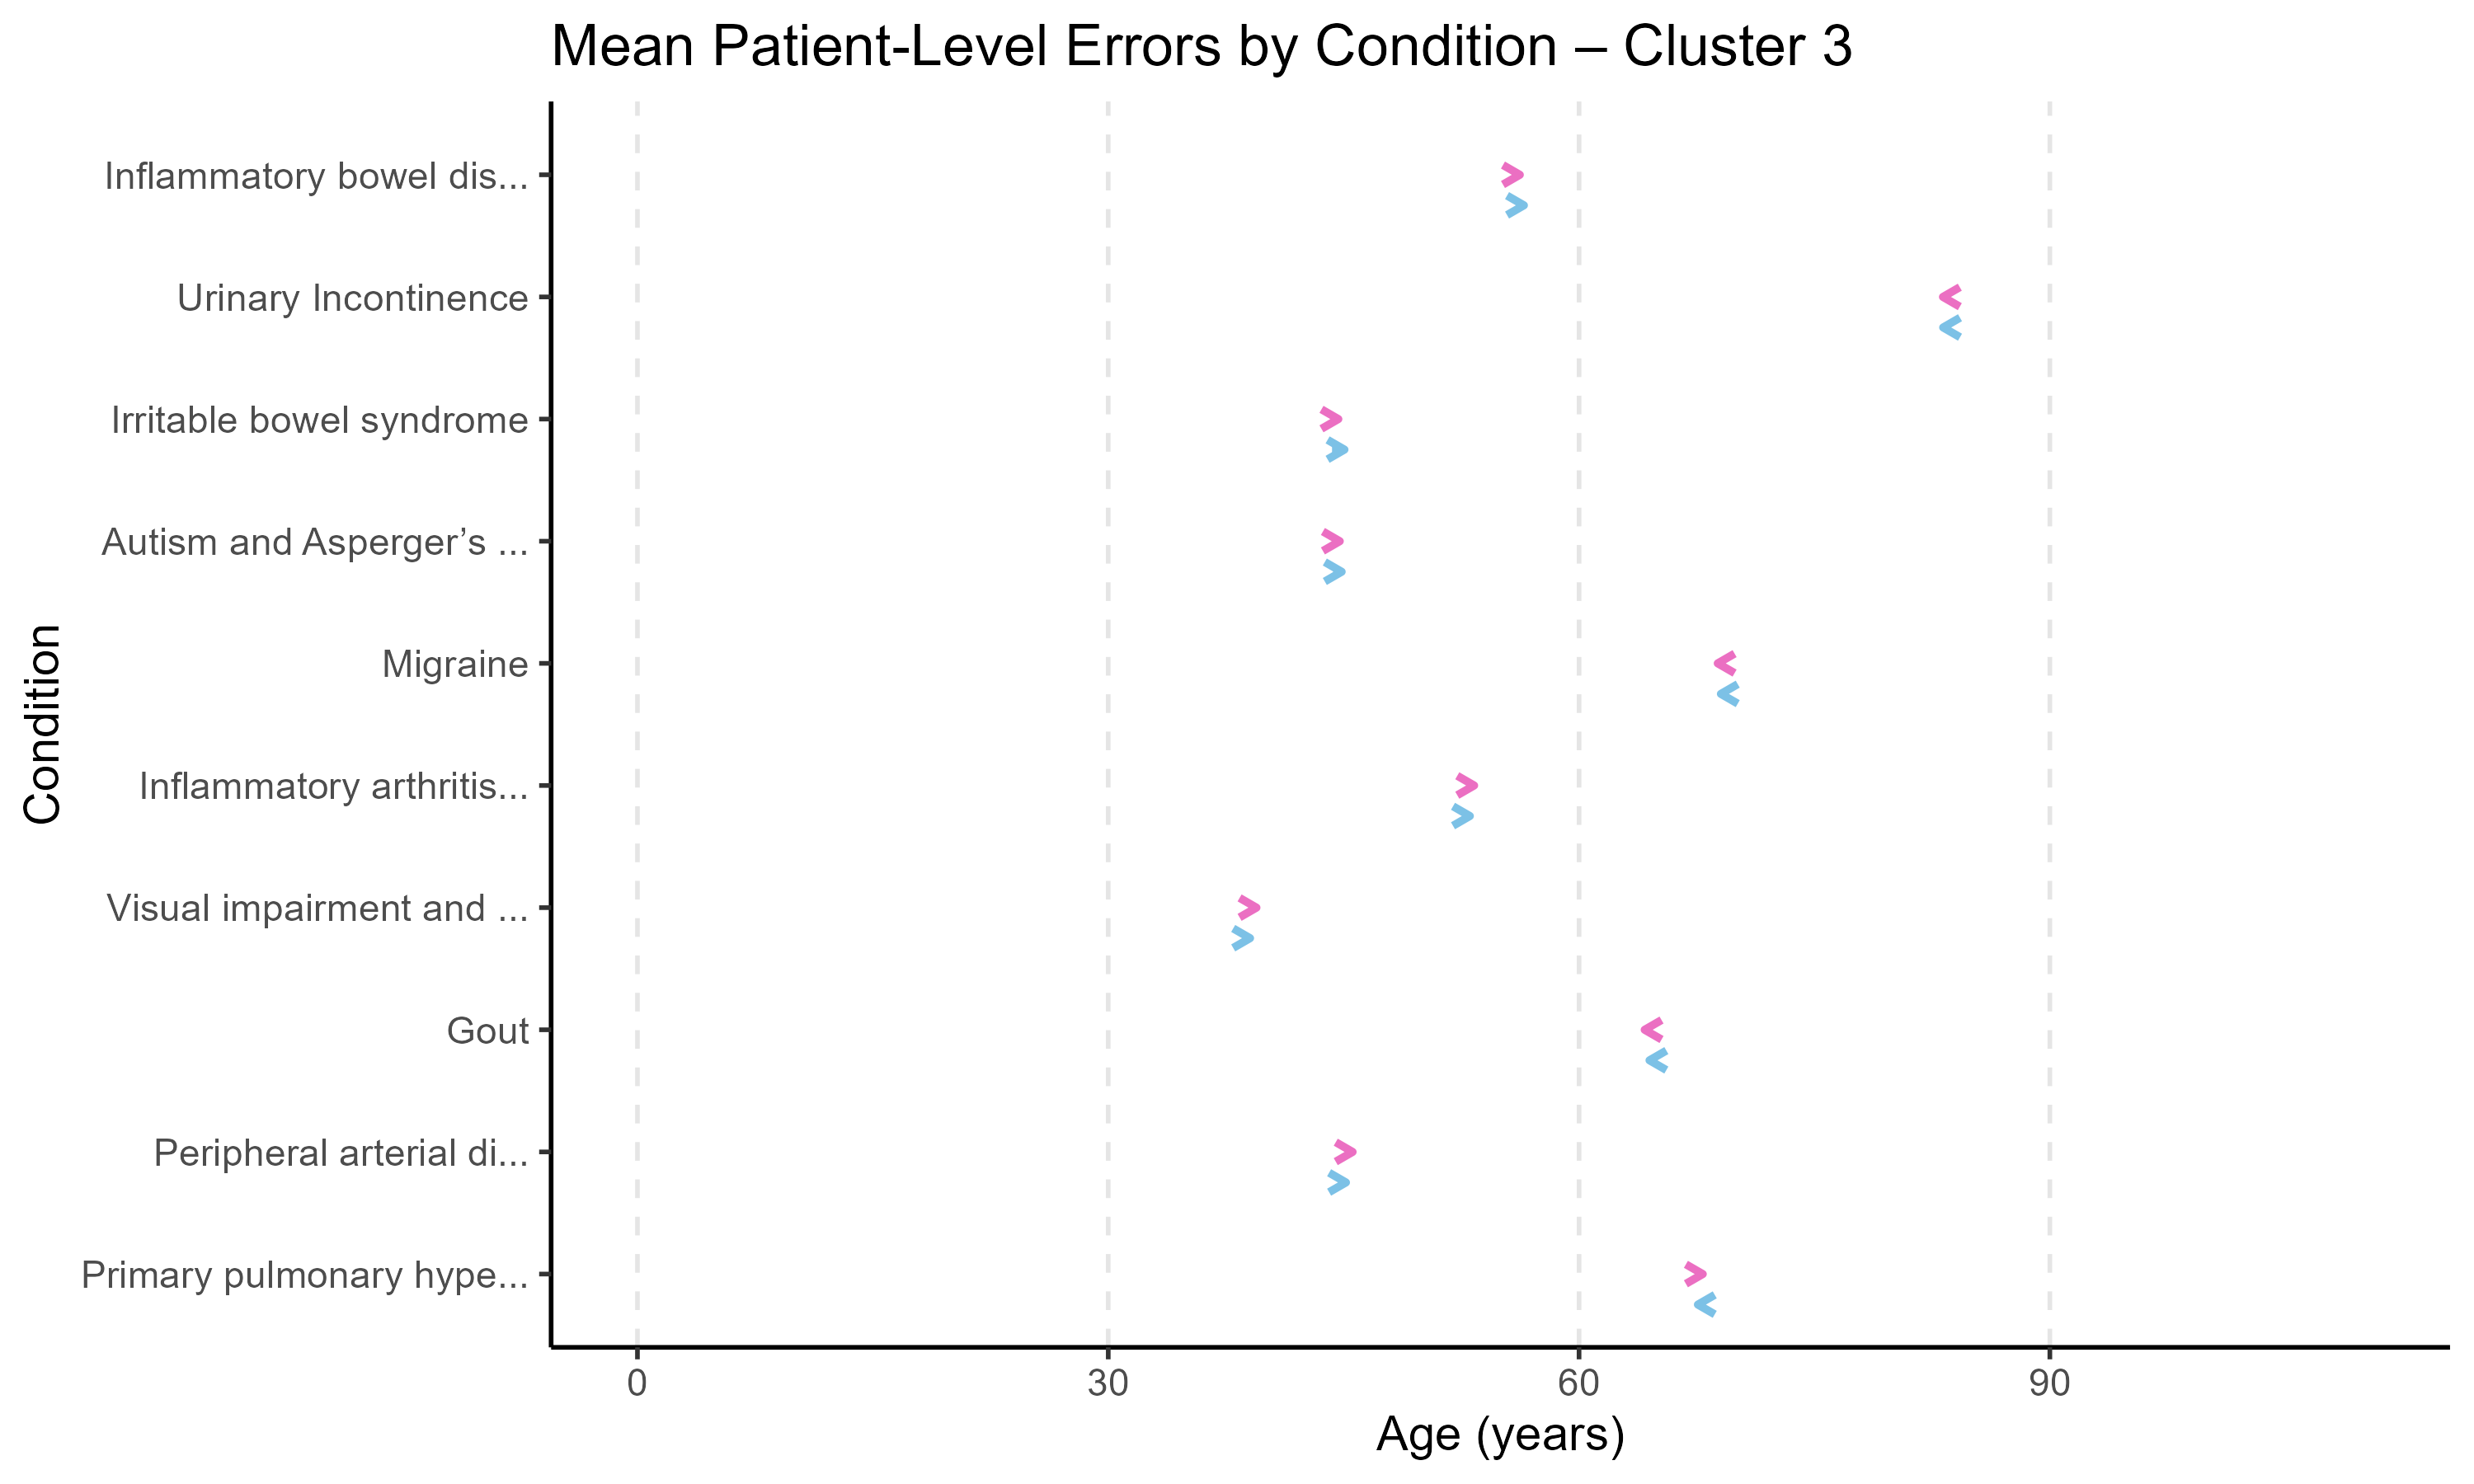 Mean Patient-Level Errors by Condition – Cluster 3
Condition
Inflammatory bowel dis...
Urinary Incontinence
Irritable bowel syndrome
Autism and Asperger’s ...
Migraine
Inflammatory arthritis...
Visual impairment and ...
Gout
Peripheral arterial di...
Primary pulmonary hype...
0 30 60 90
Age (years)